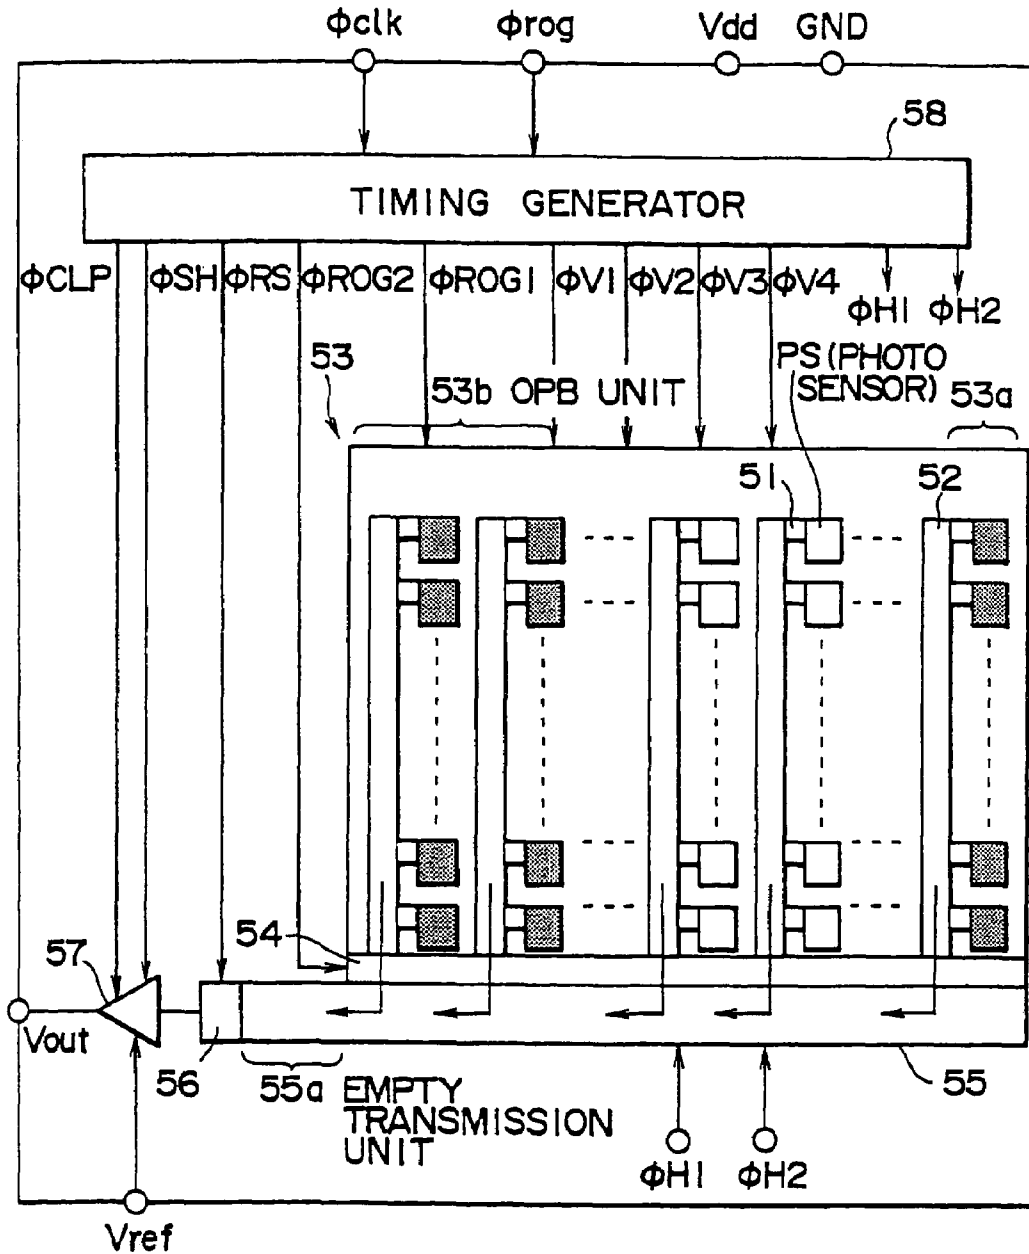 φclk φrog Vdd GND
58
TIMING GENERATOR
φCLP φSH φRS φROG2 φROG1 φV1 φV2 φV3 φV4
φH1 φH2
53
PS(PHOTO
SENSOR)
53b OPB UNIT
53a
51
52
54
57
Vout
56
55a EMPTY
TRANSMISSION
UNIT
55
φH1 φH2
Vref